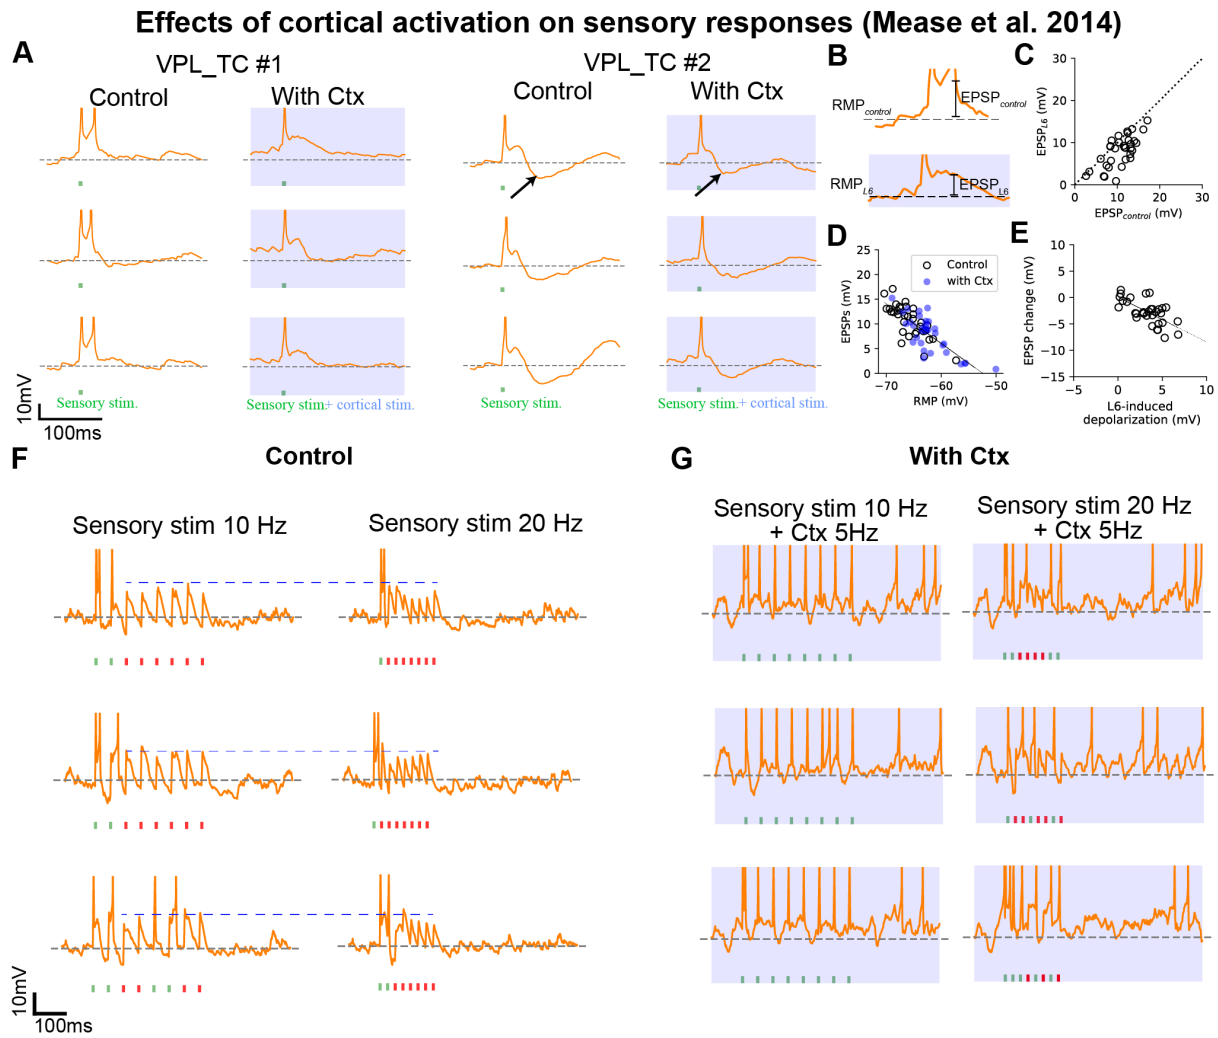 Effects of cortical activation on sensory responses (Mease et al. 2014)
A
VPL_TC #1
Control
With Ctx
VPL_TC #2
Control
With Ctx
Sensory stim.
Sensory stim.+ cortical stim.
Sensory stim.
Sensory stim.+ cortical stim.
10mV
100ms
B
RMPcontrol
EPSPcontrol
RMPL6
EPSPL6
C
30
20
10
0
EPSPL6 (mV)
0 10 20 30
EPSPcontrol (mV)
D
25
20
15
10
5
0
EPSPs (mV)
Control
with Ctx
−70 −60 −50
RMP (mV)
E
10
5
0
−5
−10
−15
EPSP change (mV)
−5 0 5 10
L6-induced
depolarization (mV)
F
Control
Sensory stim 10 Hz
Sensory stim 20 Hz
10mV
100ms
G
With Ctx
Sensory stim 10 Hz
+ Ctx 5Hz
Sensory stim 20 Hz
+ Ctx 5Hz